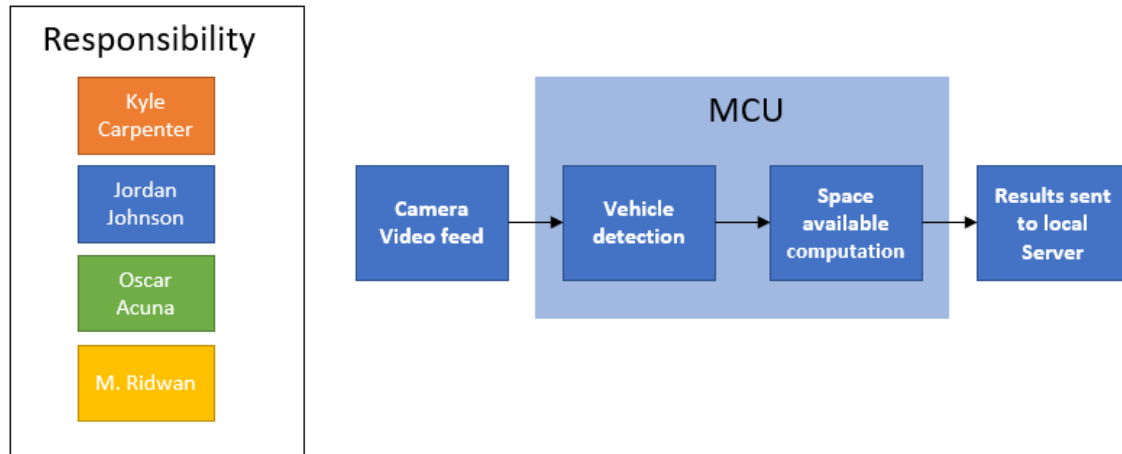 Responsibility
Kyle
Carpenter
Jordan
Johnson
Oscar
Acuna
M. Ridwan
MCU
Camera
Video feed
Vehicle
detection
Space
available
computation
Results sent
to local
Server